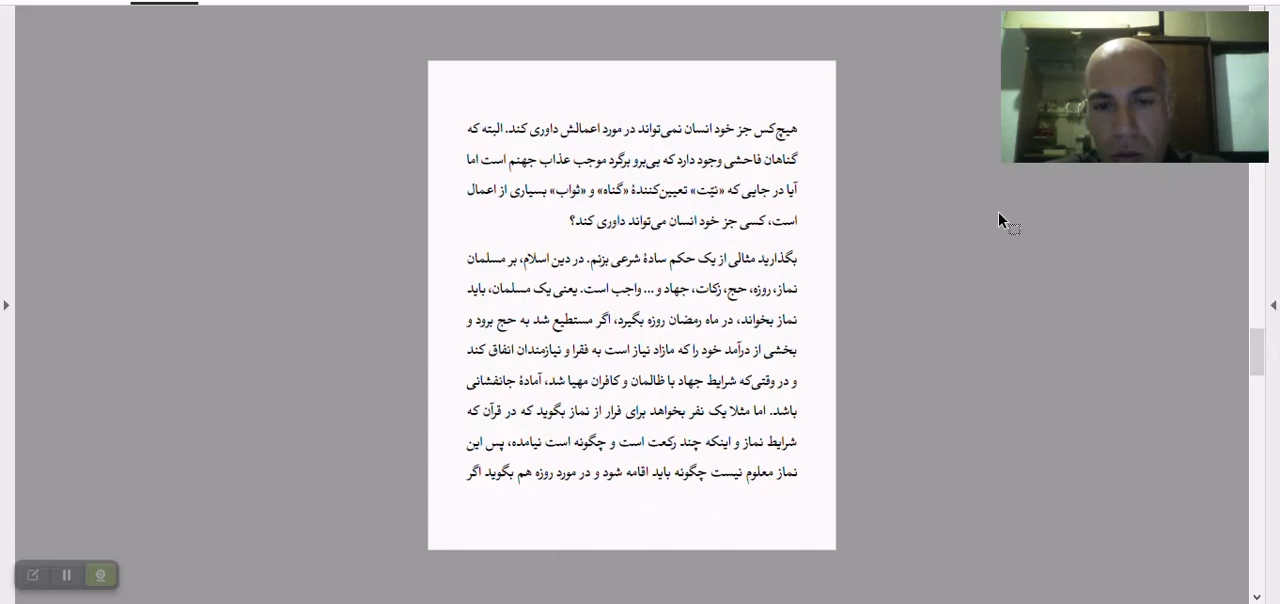 هیچ‌کس جز خود انسان نمی‌تواند در مورد اعمالش داوری کند. البته که
گناهان فاحشی وجود دارد که بی‌برو برگرد موجب عذاب جهنم است اما
آیا در جایی که «نیّت» تعیین‌کنندۀ «گناه» و «ثواب» بسیاری از اعمال
است، کسی جز خود انسان می‌تواند داوری کند؟
بگذارید مثالی از یک حکم سادۀ شرعی بزنم. در دین اسلام، بر مسلمان
نماز، روزه، حج، زکات، جهاد و ... واجب است. یعنی یک مسلمان، باید
نماز بخواند، در ماه رمضان روزه بگیرد، اگر مستطیع شد به حج برود و
بخشی از درآمد خود را که مازاد نیاز است به فقرا و نیازمندان انفاق کند
و در وقتی‌که شرایط جهاد با ظالمان و کافران مهیا شد، آمادۀ جانفشانی
باشد. اما مثلا یک نفر بخواهد برای فرار از نماز بگوید که در قرآن که
شرایط نماز و اینکه چند رکعت است و چگونه است نیامده، پس این
نماز معلوم نیست چگونه باید اقامه شود و در مورد روزه هم بگوید اگر